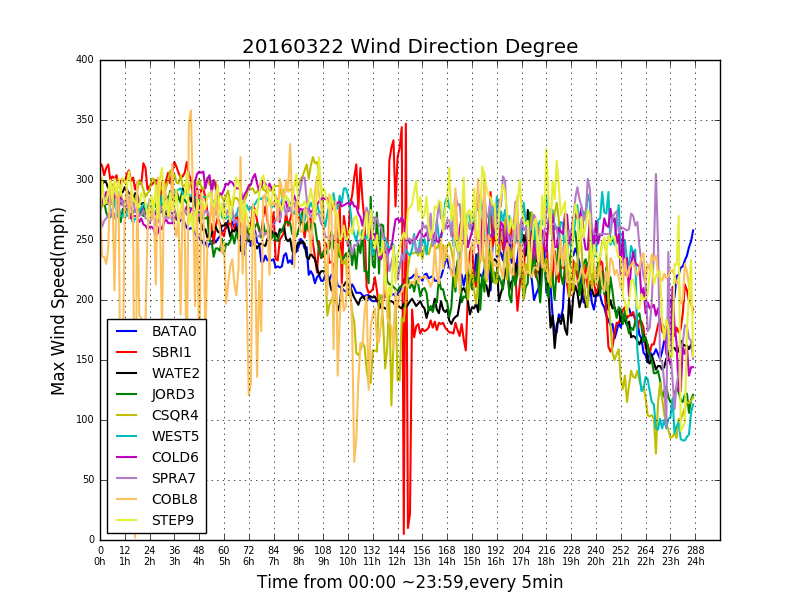 20160322 Wind Direction Degree
400
350
300
250
200
150
100
50
0
Max Wind Speed(mph)
BATA0
SBRI1
WATE2
JORD3
CSQR4
WEST5
COLD6
SPRA7
COBL8
STEP9
0 12 24 36 48 60 72 84 96 108 120 132 144 156 168 180 192 204 216 228 240 252 264 276 288
0h 1h 2h 3h 4h 5h 6h 7h 8h 9h 10h 11h 12h 13h 14h 15h 16h 17h 18h 19h 20h 21h 22h 23h 24h
Time from 00:00 ~23:59,every 5min